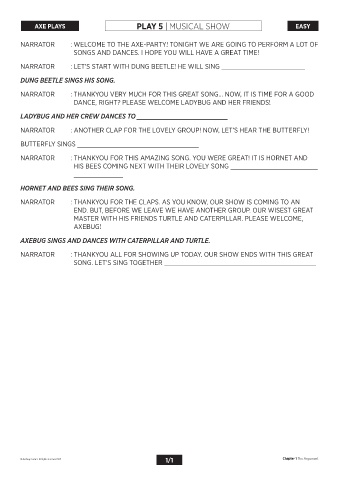 AXE PLAYS
PLAY 5 | MUSICAL SHOW
EASY
NARRATOR : WELCOME TO THE AXE-PARTY! TONIGHT WE ARE GOING TO PERFORM A LOT OF
SONGS AND DANCES. I HOPE YOU WILL HAVE A GREAT TIME!
NARRATOR : LET'S START WITH DUNG BEETLE! HE WILL SING
DUNG BEETLE SINGS HIS SONG.
NARRATOR : THANKYOU VERY MUCH FOR THIS GREAT SONG... NOW, IT IS TIME FOR A GOOD
DANCE, RIGHT? PLEASE WELCOME LADYBUG AND HER FRIENDS!
LADYBUG AND HER CREW DANCES TO
NARRATOR : ANOTHER CLAP FOR THE LOVELY GROUP! NOW, LET'S HEAR THE BUTTERFLY!
BUTTERFLY SINGS
NARRATOR : THANKYOU FOR THIS AMAZING SONG. YOU WERE GREAT! IT IS HORNET AND
HIS BEES COMING NEXT WITH THEIR LOVELY SONG
HORNET AND BEES SING THEIR SONG.
NARRATOR : THANKYOU FOR THE CLAPS. AS YOU KNOW, OUR SHOW IS COMING TO AN
END. BUT, BEFORE WE LEAVE WE HAVE ANOTHER GROUP. OUR WISEST GREAT
MASTER WITH HIS FRIENDS TURTLE AND CATERPILLAR. PLEASE WELCOME,
AXEBUG!
AXEBUG SINGS AND DANCES WITH CATERPILLAR AND TURTLE.
NARRATOR : THANKYOU ALL FOR SHOWING UP TODAY, OUR SHOW ENDS WITH THIS GREAT
SONG. LET'S SING TOGETHER
1/1